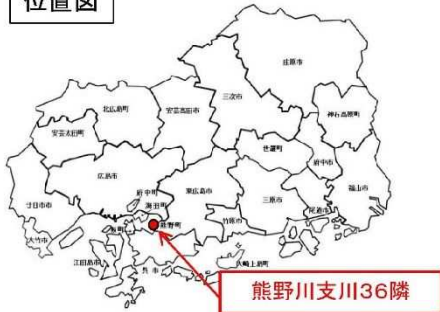 位置図
庄原市
三次市
北広島町
安芸高田市
神石高原町
安芸太田町
世羅町
府中市
広島市
府中町
東広島市
三原市
福山市
廿日市市
海田町
尾道市
坂町
熊野町
竹原市
大竹市
江田島市
呉市
大崎上島町
熊野川支川36隣